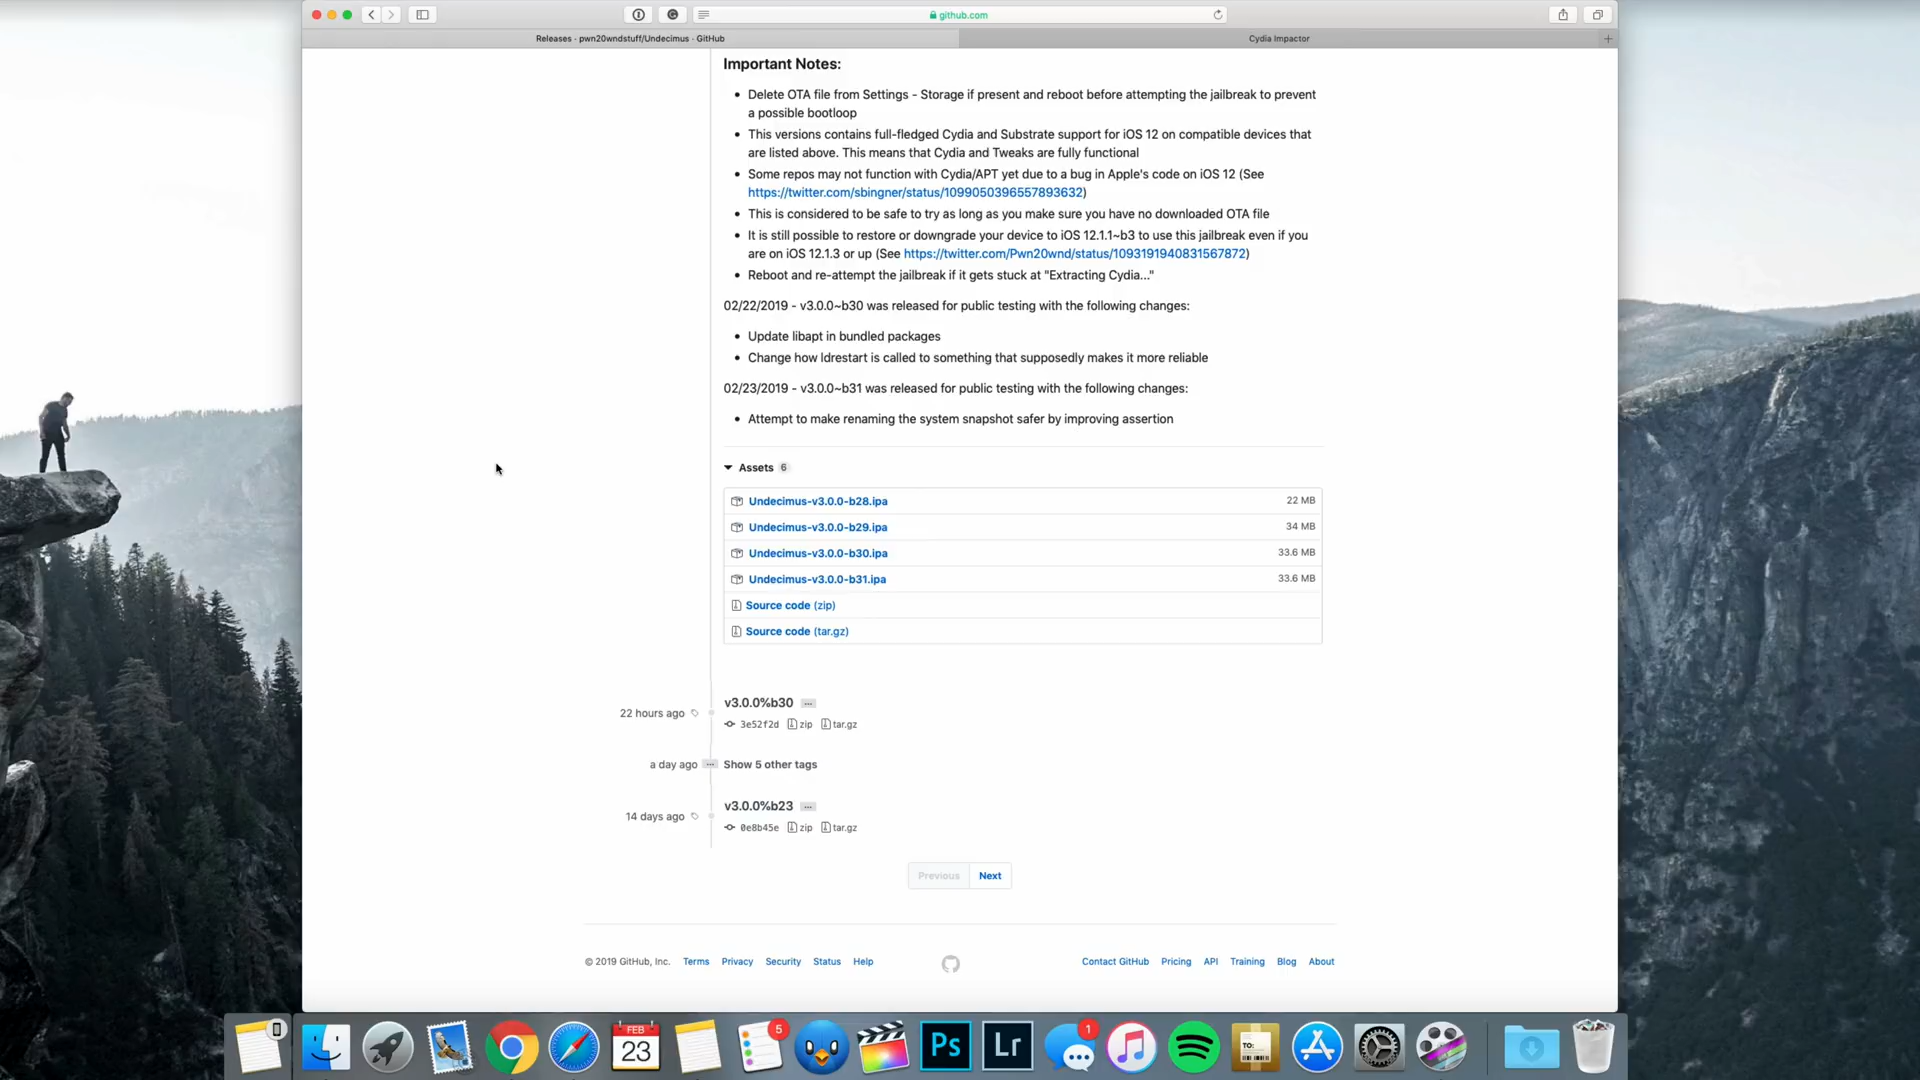 github.com
Releases · pwn20wndstuff/Undecimus · GitHub
Cydia Impactor
Important Notes:
Delete OTA file from Settings - Storage if present and reboot before attempting the jailbreak to prevent
a possible bootloop
This versions contains full-fledged Cydia and Substrate support for iOS 12 on compatible devices that
are listed above. This means that Cydia and Tweaks are fully functional
Some repos may not function with Cydia/APT yet due to a bug in Apple's code on iOS 12 (See
https://twitter.com/sbingner/status/1099050396557893632)
This is considered to be safe to try as long as you make sure you have no downloaded OTA file
It is still possible to restore or downgrade your device to iOS 12.1.1~b3 to use this jailbreak even if you
are on iOS 12.1.3 or up (See https://twitter.com/Pwn20wnd/status/1093191940831567872)
Reboot and re-attempt the jailbreak if it gets stuck at "Extracting Cydia..."
02/22/2019 - v3.0.0~b30 was released for public testing with the following changes:
Update libapt in bundled packages
Change how ldrestart is called to something that supposedly makes it more reliable
02/23/2019 - v3.0.0~b31 was released for public testing with the following changes:
Attempt to make renaming the system snapshot safer by improving assertion
Assets 6
Undecimus-v3.0.0-b28.ipa 22 MB
Undecimus-v3.0.0-b29.ipa 34 MB
Undecimus-v3.0.0-b30.ipa 33.6 MB
Undecimus-v3.0.0-b31.ipa 33.6 MB
Source code (zip)
Source code (tar.gz)
v3.0.0%b30
22 hours ago
3e52f2d zip tar.gz
a day ago Show 5 other tags
v3.0.0%b23
14 days ago
0e8b45e zip tar.gz
Previous Next
© 2019 GitHub, Inc. Terms Privacy Security Status Help Contact GitHub Pricing API Training Blog About
FEB
23
5
Ps
Lr
1
TO: